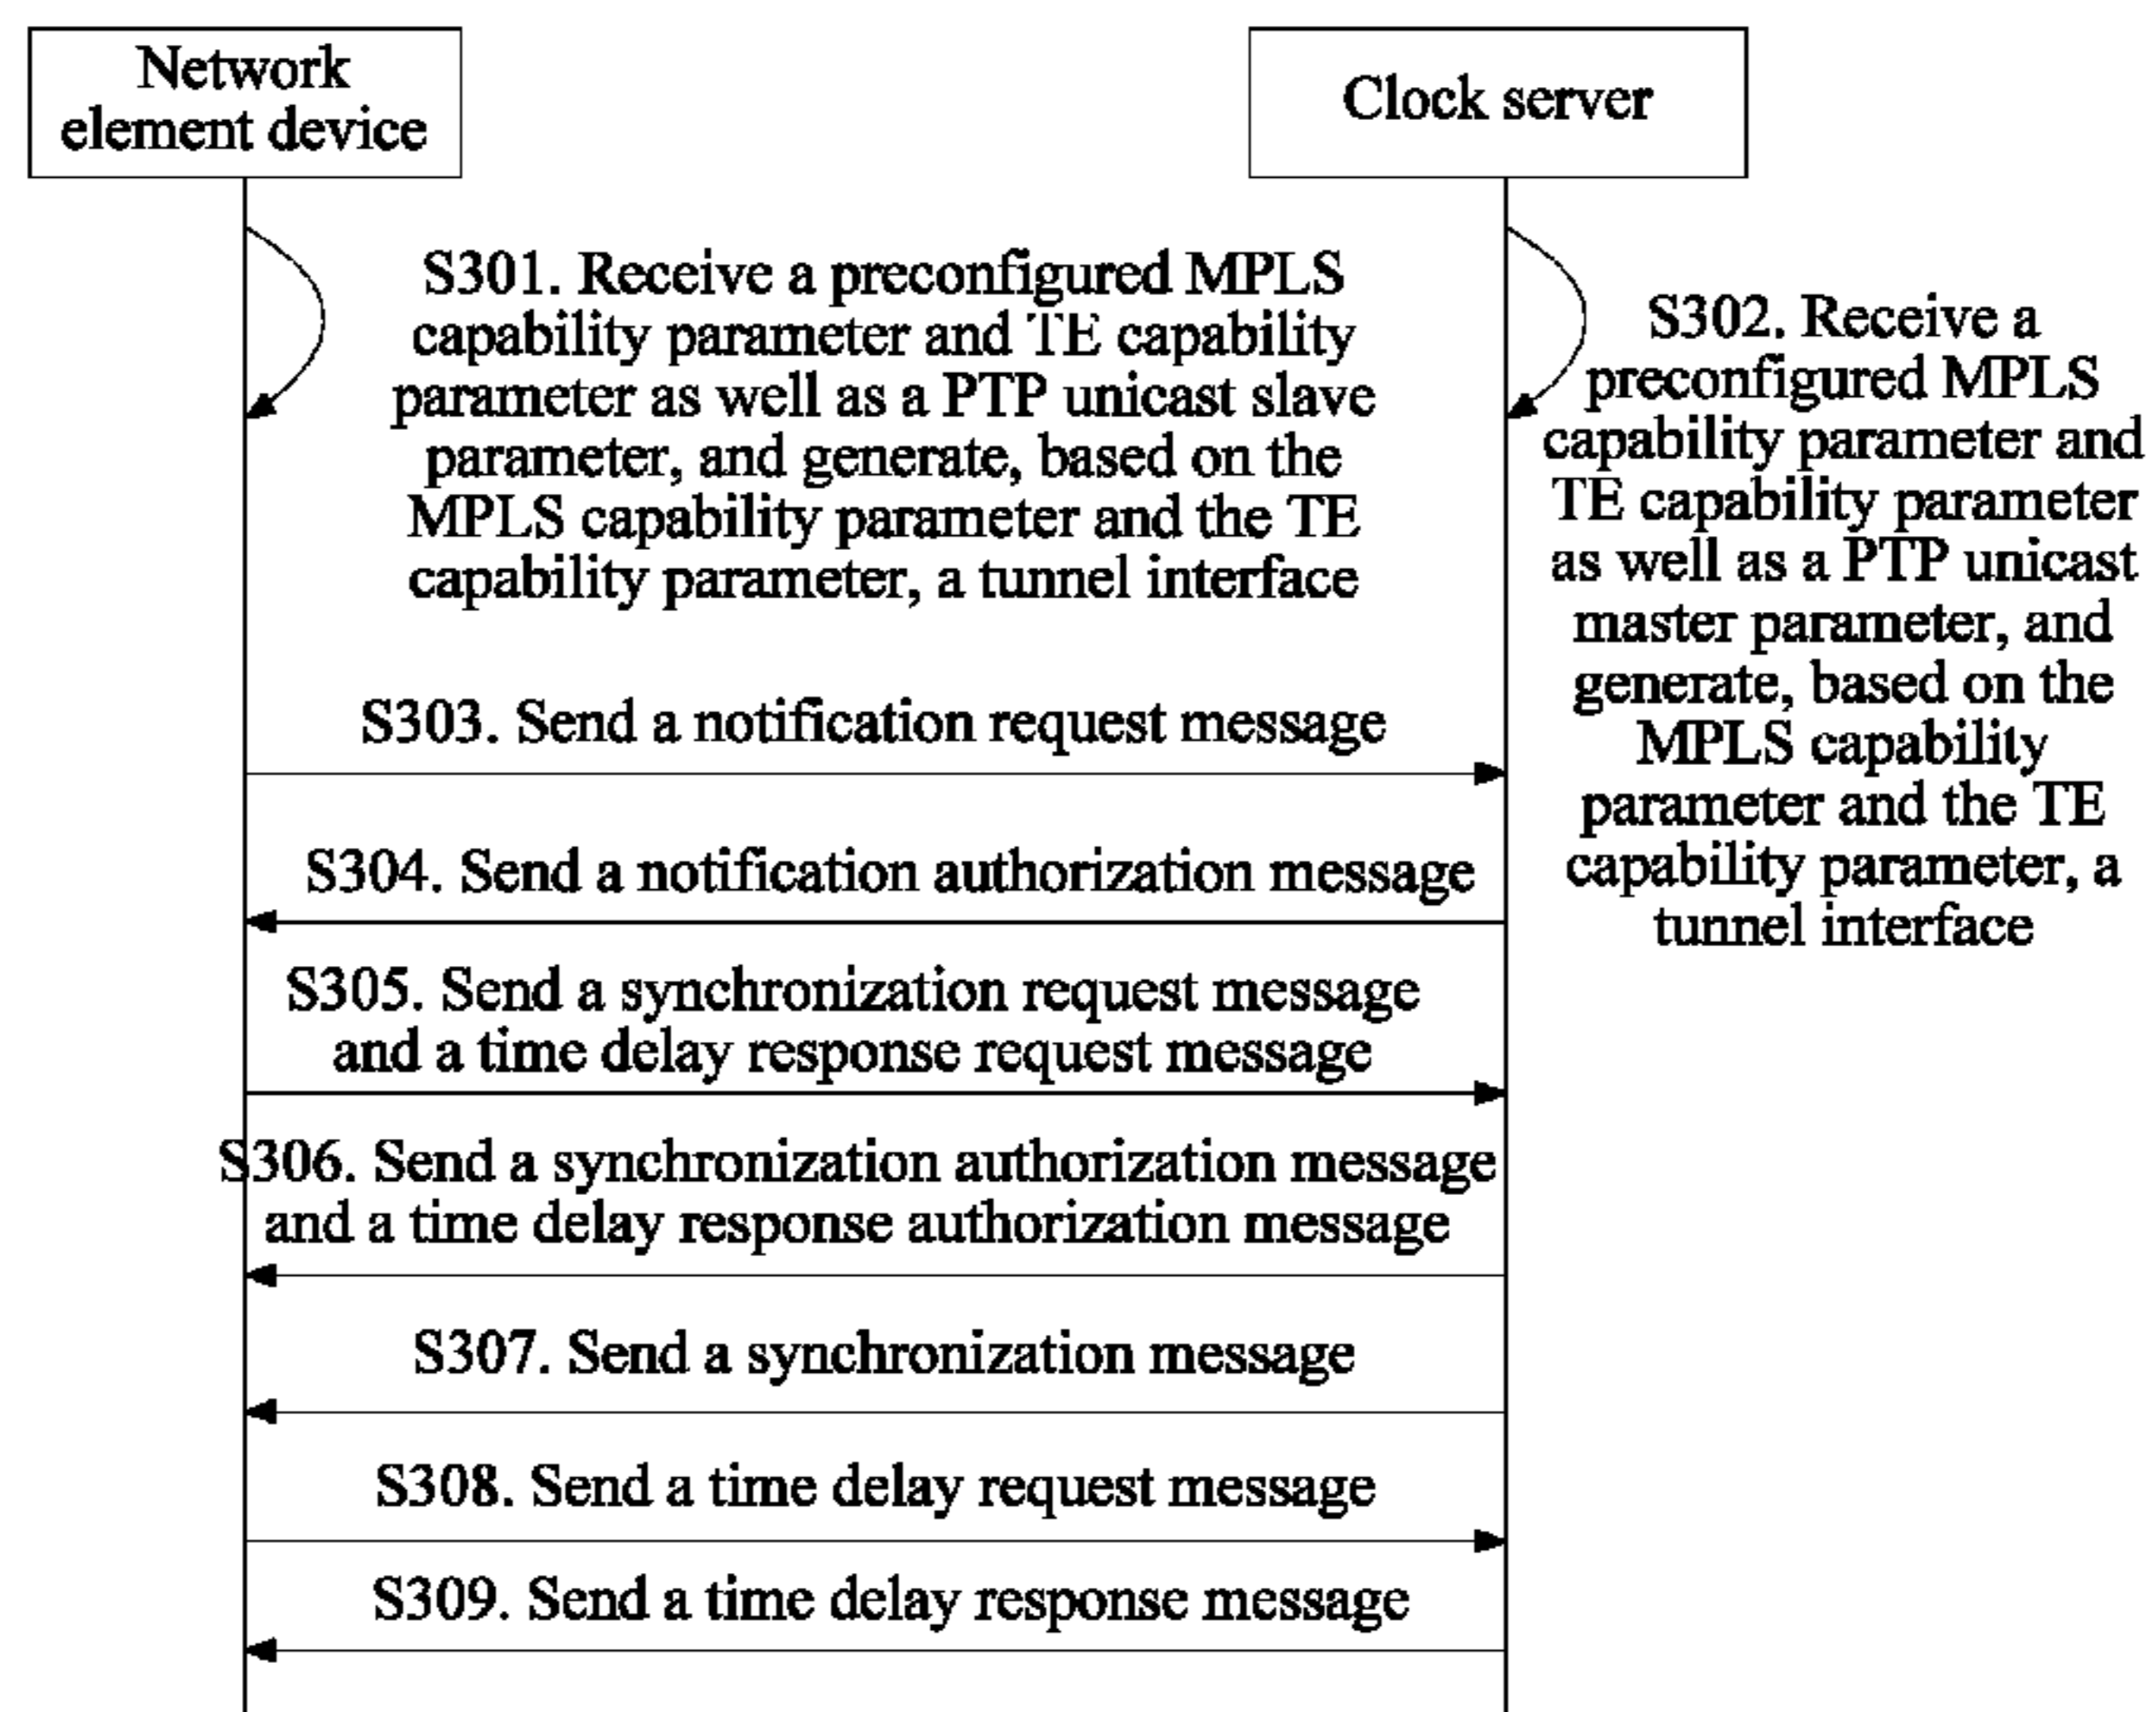 Network
element device
Clock server
S301. Receive a preconfigured MPLS
capability parameter and TE capability
parameter as well as a PTP unicast slave
parameter, and generate, based on the
MPLS capability parameter and the TE
capability parameter, a tunnel interface
S302. Receive a
preconfigured MPLS
capability parameter and
TE capability parameter
as well as a PTP unicast
master parameter, and
generate, based on the
MPLS capability
parameter and the TE
capability parameter, a
tunnel interface
S303. Send a notification request message
S304. Send a notification authorization message
S305. Send a synchronization request message
and a time delay response request message
S306. Send a synchronization authorization message
and a time delay response authorization message
S307. Send a synchronization message
S308. Send a time delay request message
S309. Send a time delay response message